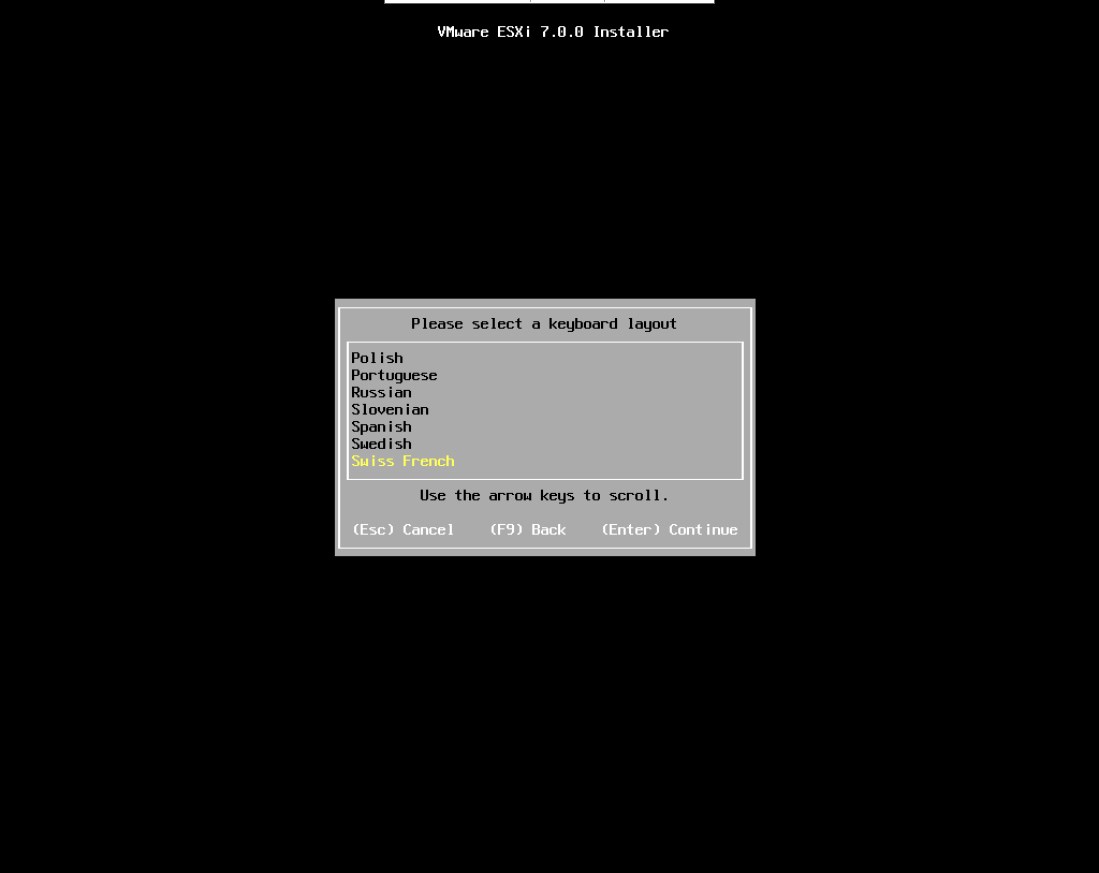 VMware ESXi 7.0.0 Installer
Please select a keyboard layout
Polish
Portuguese
Russian
Slovenian
Spanish
Swedish
Swiss French
Use the arrow keys to scroll.
(Esc) Cancel (F9) Back (Enter) Continue